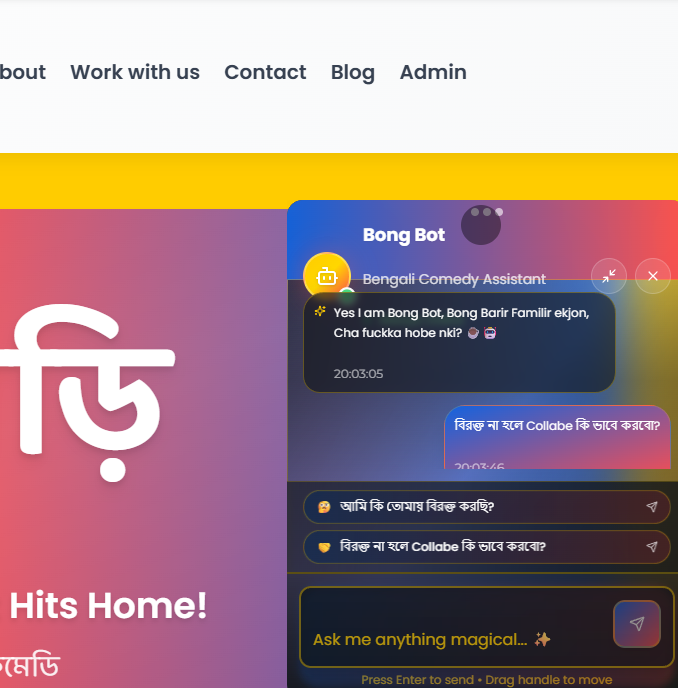 bout Work with us Contact Blog Admin
ড়ি
Hits Home!
মেডি
Bong Bot
Bengali Comedy Assistant
Yes I am Bong Bot, Bong Barir Familir ekjon,
Cha fuckka hobe nki?
20:03:05
বিরক্ত না হলে Collabe কি ভাবে করবো?
20:03:46
আমি কি তোমায় বিরক্ত করছি?
বিরক্ত না হলে Collabe কি ভাবে করবো?
Ask me anything magical...
Press Enter to send • Drag handle to move